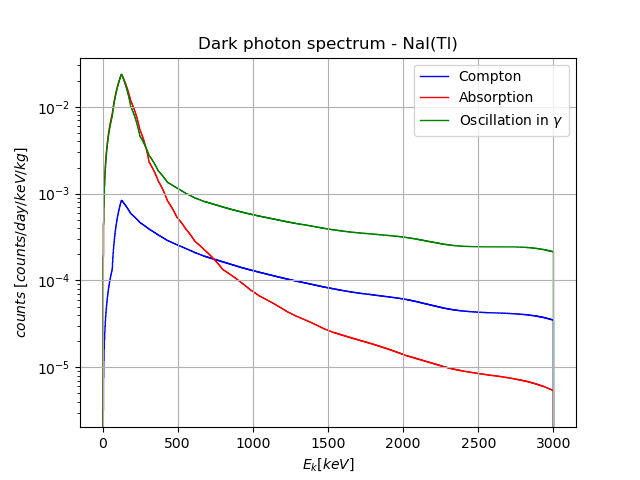 Dark photon spectrum - NaI(Tl)
Compton
Absorption
Oscillation in γ
counts [counts/day/keV/kg]
10⁻²
10⁻³
10⁻⁴
10⁻⁵
0 500 1000 1500 2000 2500 3000
E_k[keV]